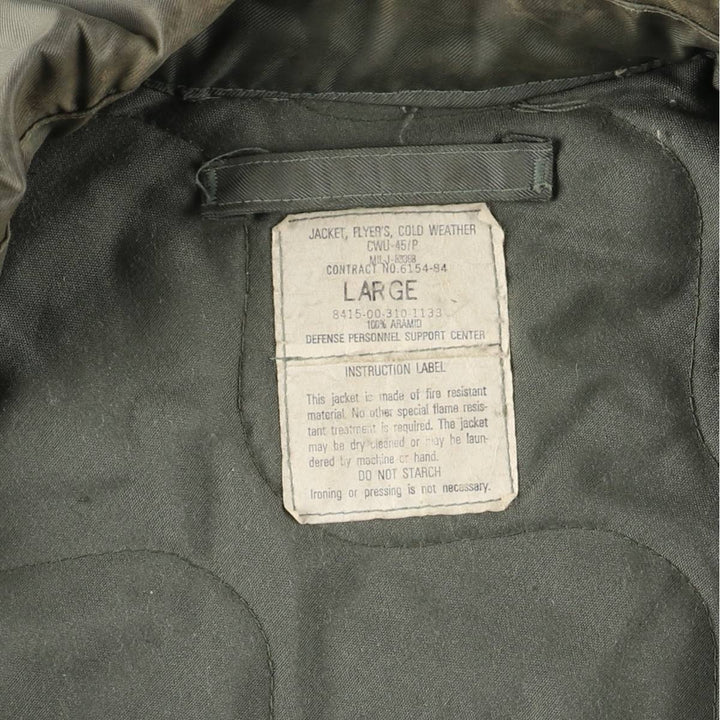 JACKET, FLYER'S, COLD WEATHER
CWU-45/P
MIL-J-83388
CONTRACT NO.6154-84
LARGE
8415-00-310-1133
100% ARAMID
DEFENSE PERSONNEL SUPPORT CENTER
INSTRUCTION LABEL
This jacket is made of fire resistant
material. No other special flame resis-
tant treatment is required. The jacket
may be dry cleaned or may be laun-
dered by machine or hand.
DO NOT STARCH
Ironing or pressing is not necessary.